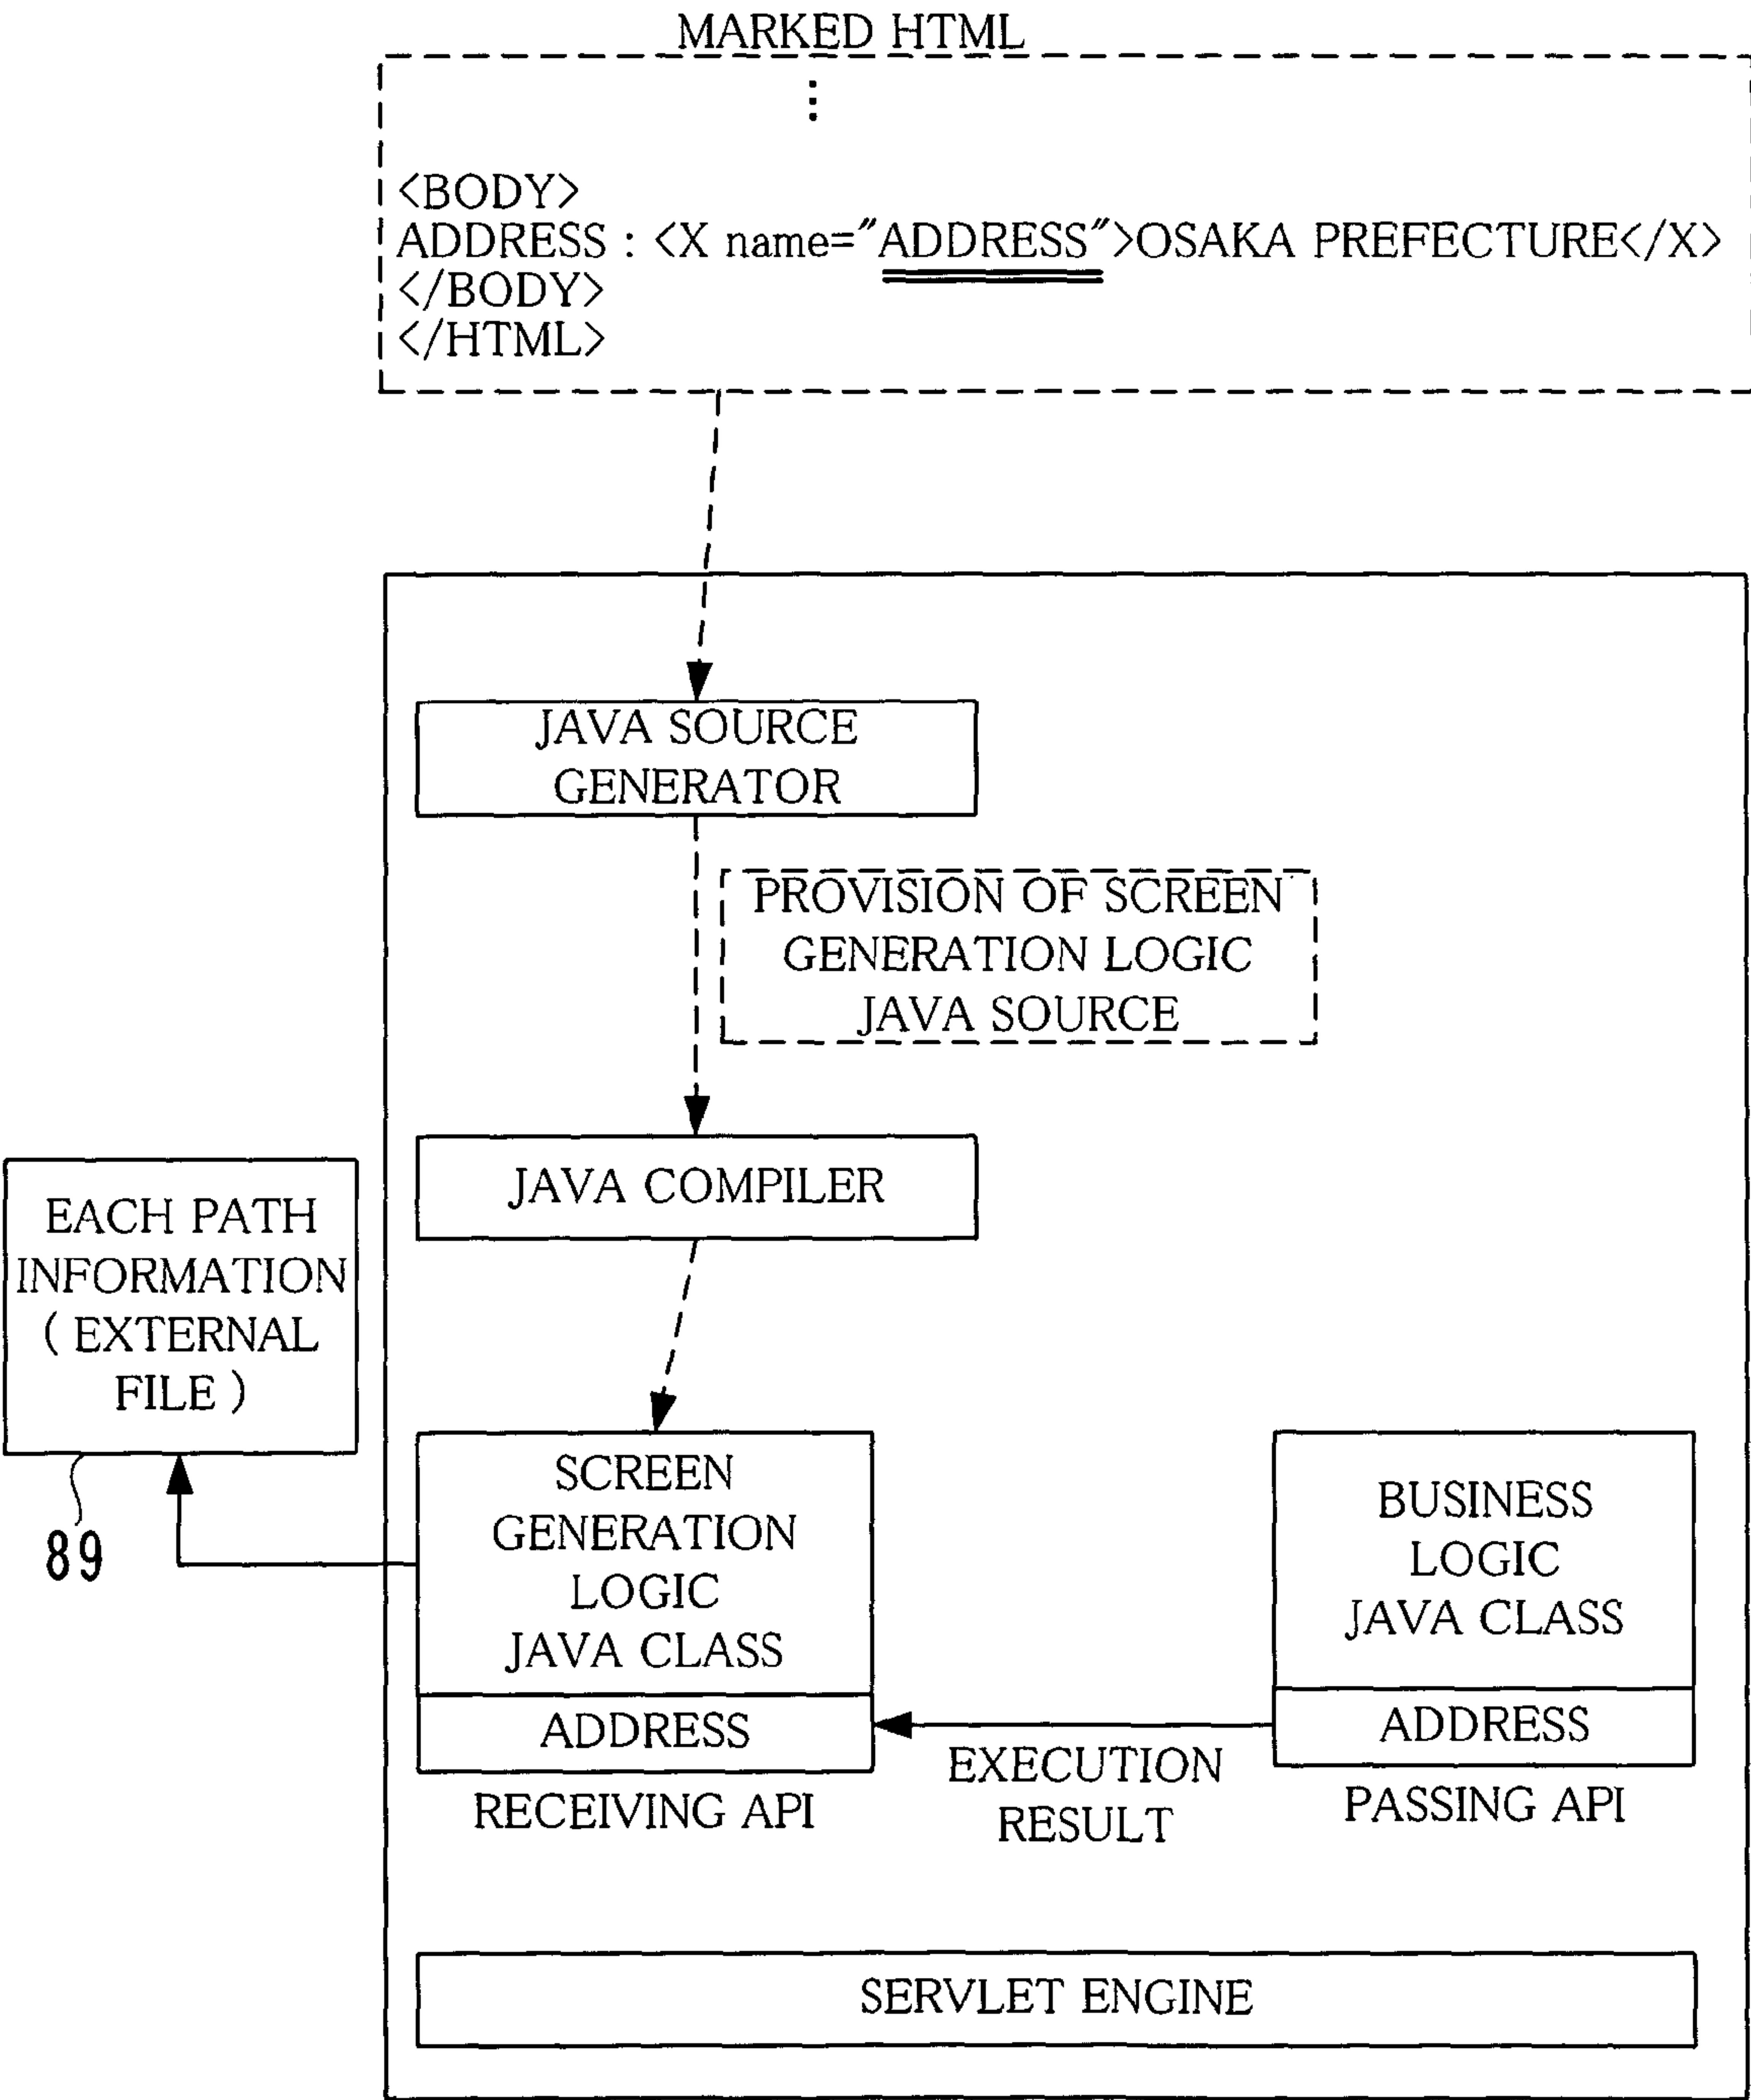 MARKED HTML
⋮
<BODY>
ADDRESS : <X name="ADDRESS">OSAKA PREFECTURE</X>
</BODY>
</HTML>
JAVA SOURCE
GENERATOR
PROVISION OF SCREEN
GENERATION LOGIC
JAVA SOURCE
JAVA COMPILER
EACH PATH
INFORMATION
( EXTERNAL
FILE )
89
SCREEN
GENERATION
LOGIC
JAVA CLASS
ADDRESS
RECEIVING API
EXECUTION
RESULT
BUSINESS
LOGIC
JAVA CLASS
ADDRESS
PASSING API
SERVLET ENGINE